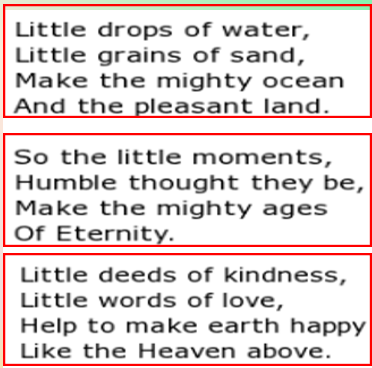 Little drops of water,
Little grains of sand,
Make the mighty ocean
And the pleasant land.
So the little moments,
Humble thought they be,
Make the mighty ages
Of Eternity.
Little deeds of kindness,
Little words of love,
Help to make earth happy
Like the Heaven above.